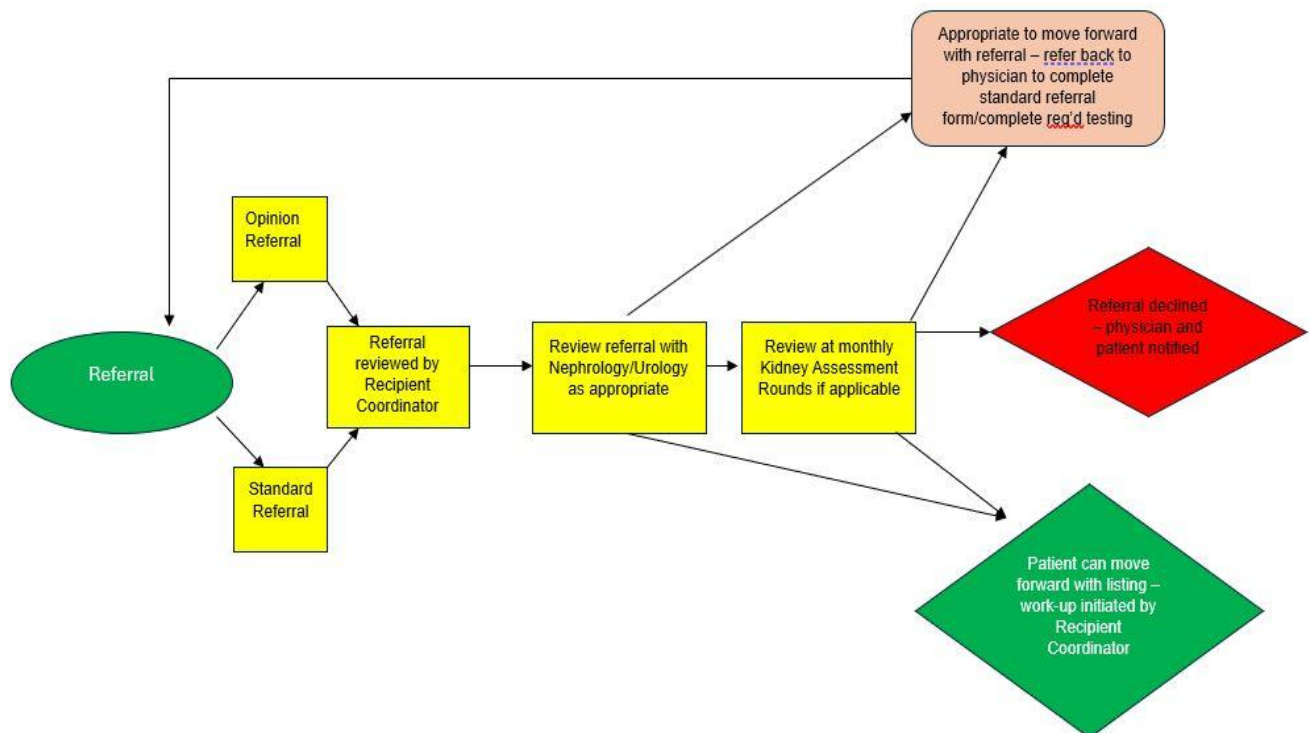 Appropriate to move forward
with referral – refer back to
physician to complete
standard referral
form/complete req'd testing
Opinion
Referral
Referral
Referral
reviewed by
Recipient
Coordinator
Review referral with
Nephrology/Urology
as appropriate
Review at monthly
Kidney Assessment
Rounds if applicable
Referral declined
– physician and
patient notified
Standard
Referral
Patient can move
forward with listing –
work-up initiated by
Recipient
Coordinator